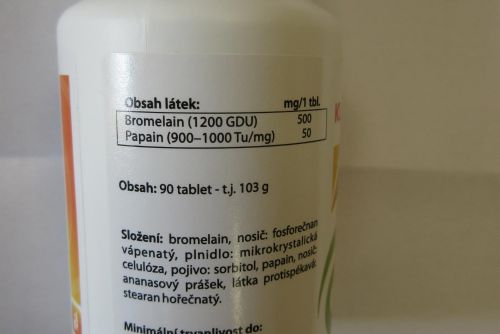 Obsah látek: mg/1 tbl.
Bromelain (1200 GDU) 500
Papain (900–1000 Tu/mg) 50
Obsah: 90 tablet - t.j. 103 g
Složení: bromelain, nosič: fosforečnan
vápenatý, plnidlo: mikrokrystalická
celulóza, pojivo: sorbitol, papain, nosič:
ananasový prášek, látka protispékavá:
stearan hořečnatý.
Minimální trvanlivost do:
K